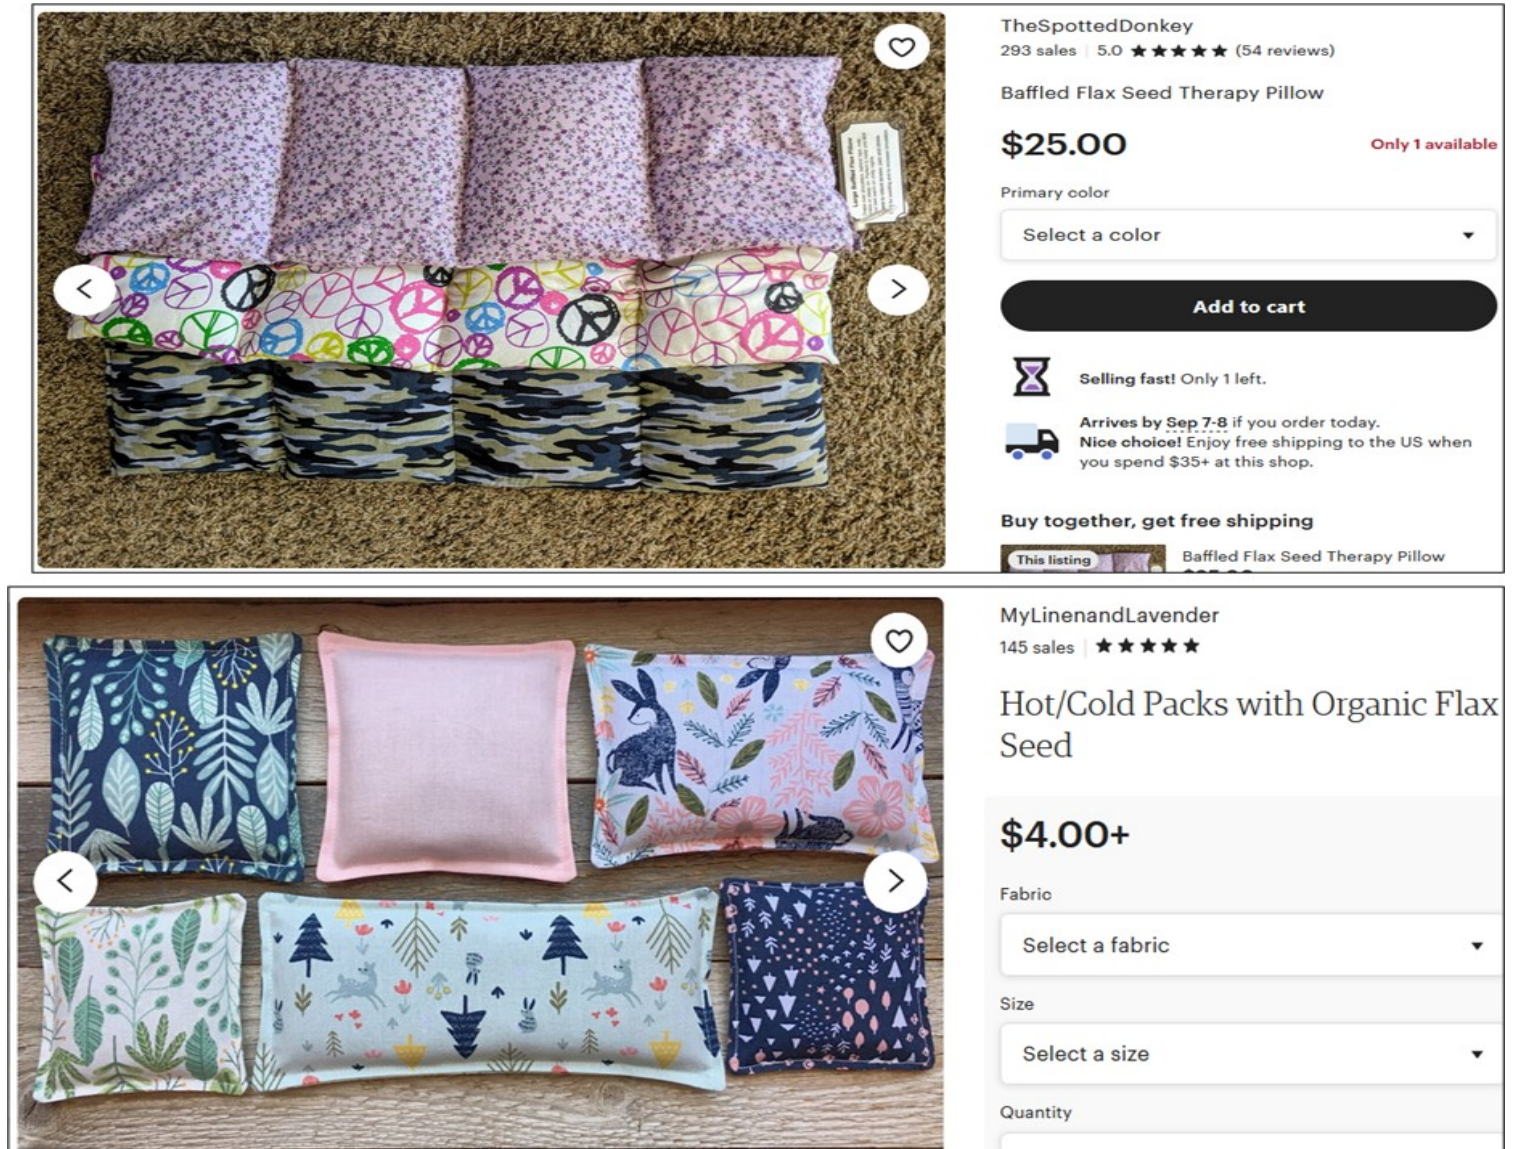 TheSpottedDonkey
293 sales 5.0 ★★★★★ (54 reviews)
Baffled Flax Seed Therapy Pillow
$25.00 Only 1 available
Primary color
Select a color
Add to cart
Selling fast! Only 1 left.
Arrives by Sep 7-8 if you order today.
Nice choice! Enjoy free shipping to the US when
you spend $35+ at this shop.
Buy together, get free shipping
This listing
Baffled Flax Seed Therapy Pillow
MyLinenandLavender
145 sales ★★★★★
Hot/Cold Packs with Organic Flax
Seed
$4.00+
Fabric
Select a fabric
Size
Select a size
Quantity